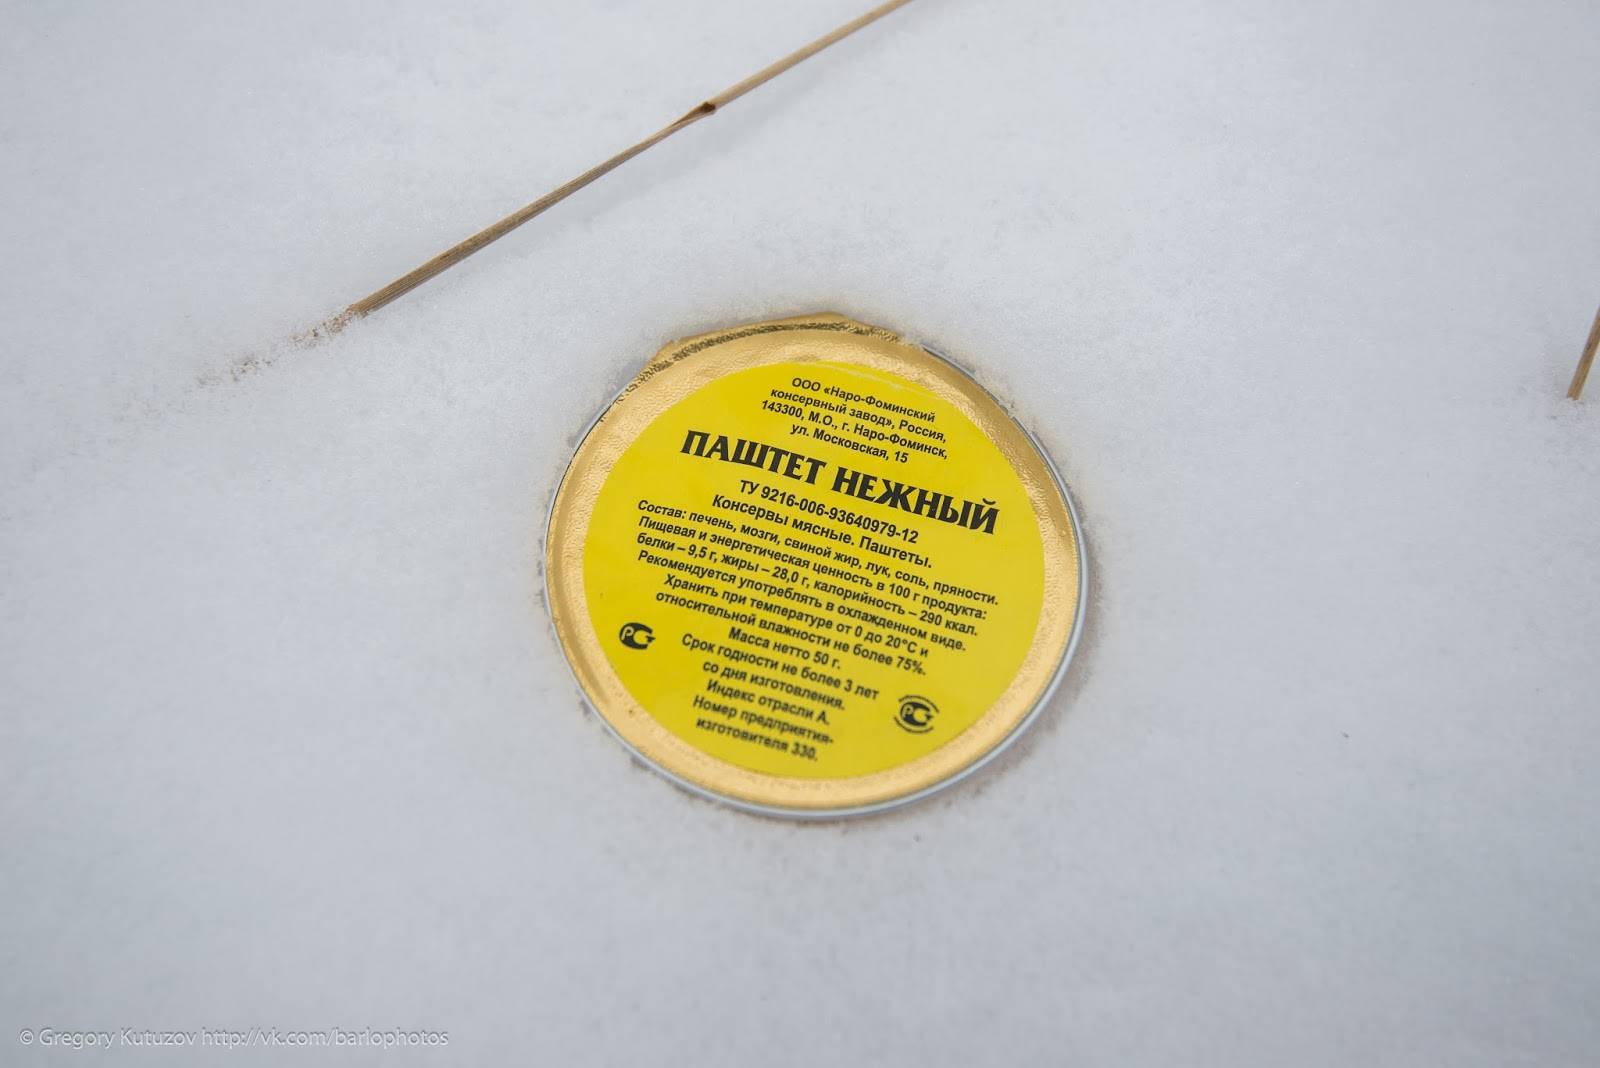 ООО «Наро-Фоминский
консервный завод», Россия,
143300, М.О., г. Наро-Фоминск,
ул. Московская, 15
ПАШТЕТ НЕЖНЫЙ
ТУ 9216-006-93640979-12
Консервы мясные. Паштеты.
Состав: печень, мозги, свиной жир, лук, соль, пряности.
Пищевая и энергетическая ценность в 100 г продукта:
белки – 9,5 г, жиры – 28,0 г, калорийность – 290 ккал.
Рекомендуется употреблять в охлажденном виде.
Хранить при температуре от 0 до 20°С и
относительной влажности не более 75%.
Масса нетто 50 г.
Срок годности не более 3 лет
со дня изготовления.
Индекс отрасли А.
Номер предприятия-
изготовителя 330.
© Gregory Kutuzov http://vk.com/barlophotos